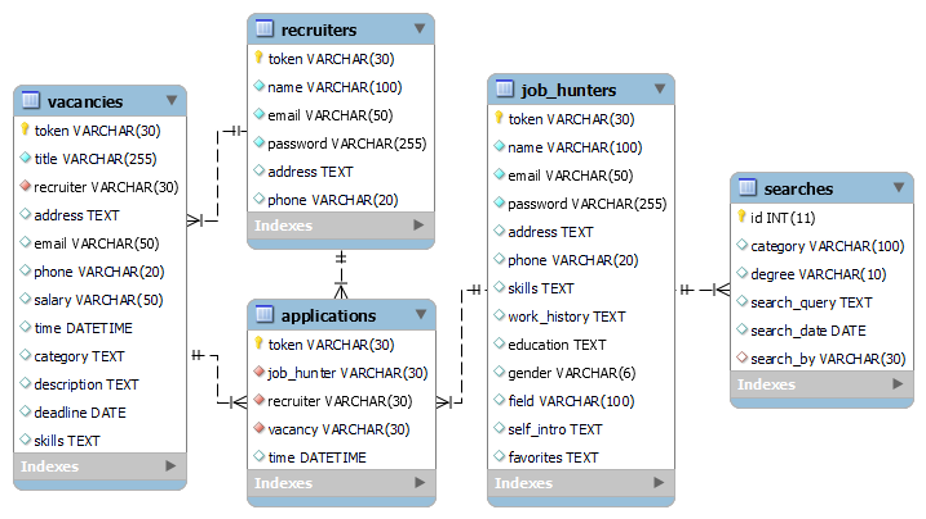 recruiters
token VARCHAR(30)
name VARCHAR(100)
email VARCHAR(50)
password VARCHAR(255)
address TEXT
phone VARCHAR(20)
Indexes
vacancies
token VARCHAR(30)
title VARCHAR(255)
recruiter VARCHAR(30)
address TEXT
email VARCHAR(50)
phone VARCHAR(20)
salary VARCHAR(50)
time DATETIME
category TEXT
description TEXT
deadline DATE
skills TEXT
Indexes
applications
token VARCHAR(30)
job_hunter VARCHAR(30)
recruiter VARCHAR(30)
vacancy VARCHAR(30)
time DATETIME
Indexes
job_hunters
token VARCHAR(30)
name VARCHAR(100)
email VARCHAR(50)
password VARCHAR(255)
address TEXT
phone VARCHAR(20)
skills TEXT
work_history TEXT
education TEXT
gender VARCHAR(6)
field VARCHAR(100)
self_intro TEXT
favorites TEXT
Indexes
searches
id INT(11)
category VARCHAR(100)
degree VARCHAR(10)
search_query TEXT
search_date DATE
search_by VARCHAR(30)
Indexes